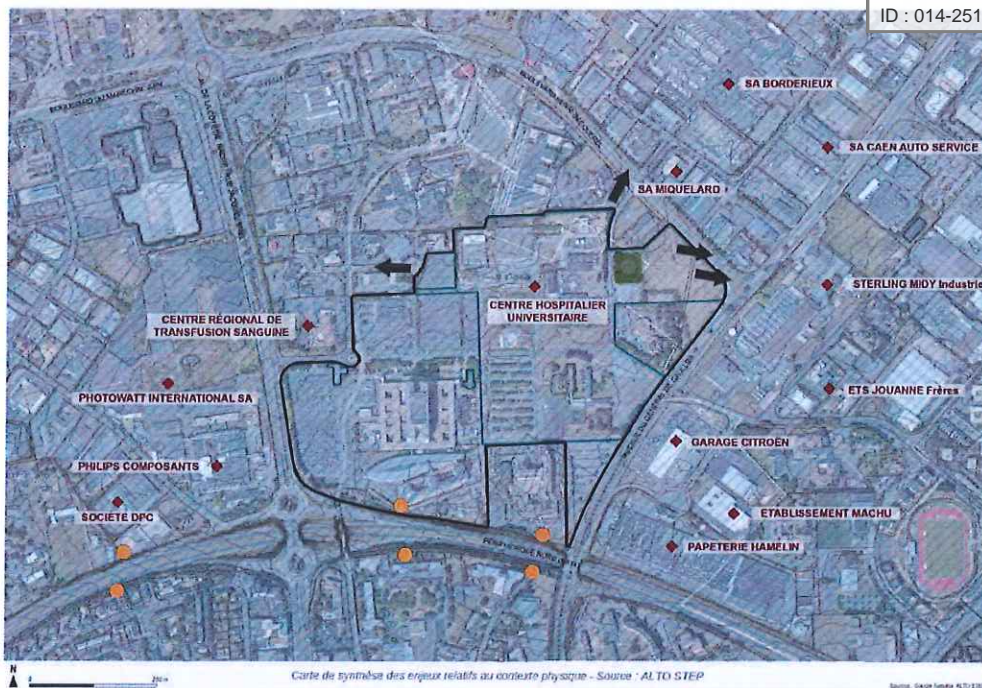 ID : 014-251
SA BORDERIEUX
SA CAEN AUTO SERVICE
SA MIQUELARD
STERLING MIDY Industrie
CENTRE HOSPITALIER
UNIVERSITAIRE
CENTRE RÉGIONAL DE
TRANSFUSION SANGUINE
PHOTOWATT INTERNATIONAL SA
ETS JOUANNE Frères
GARAGE CITROËN
PHILIPS COMPOSANTS
SOCIÉTÉ DPC
ETABLISSEMENT MACHU
PAPETERIE HAMELIN
N
0
Carte de synthèse des enjeux relatifs au contexte physique - Source : ALTO STEP